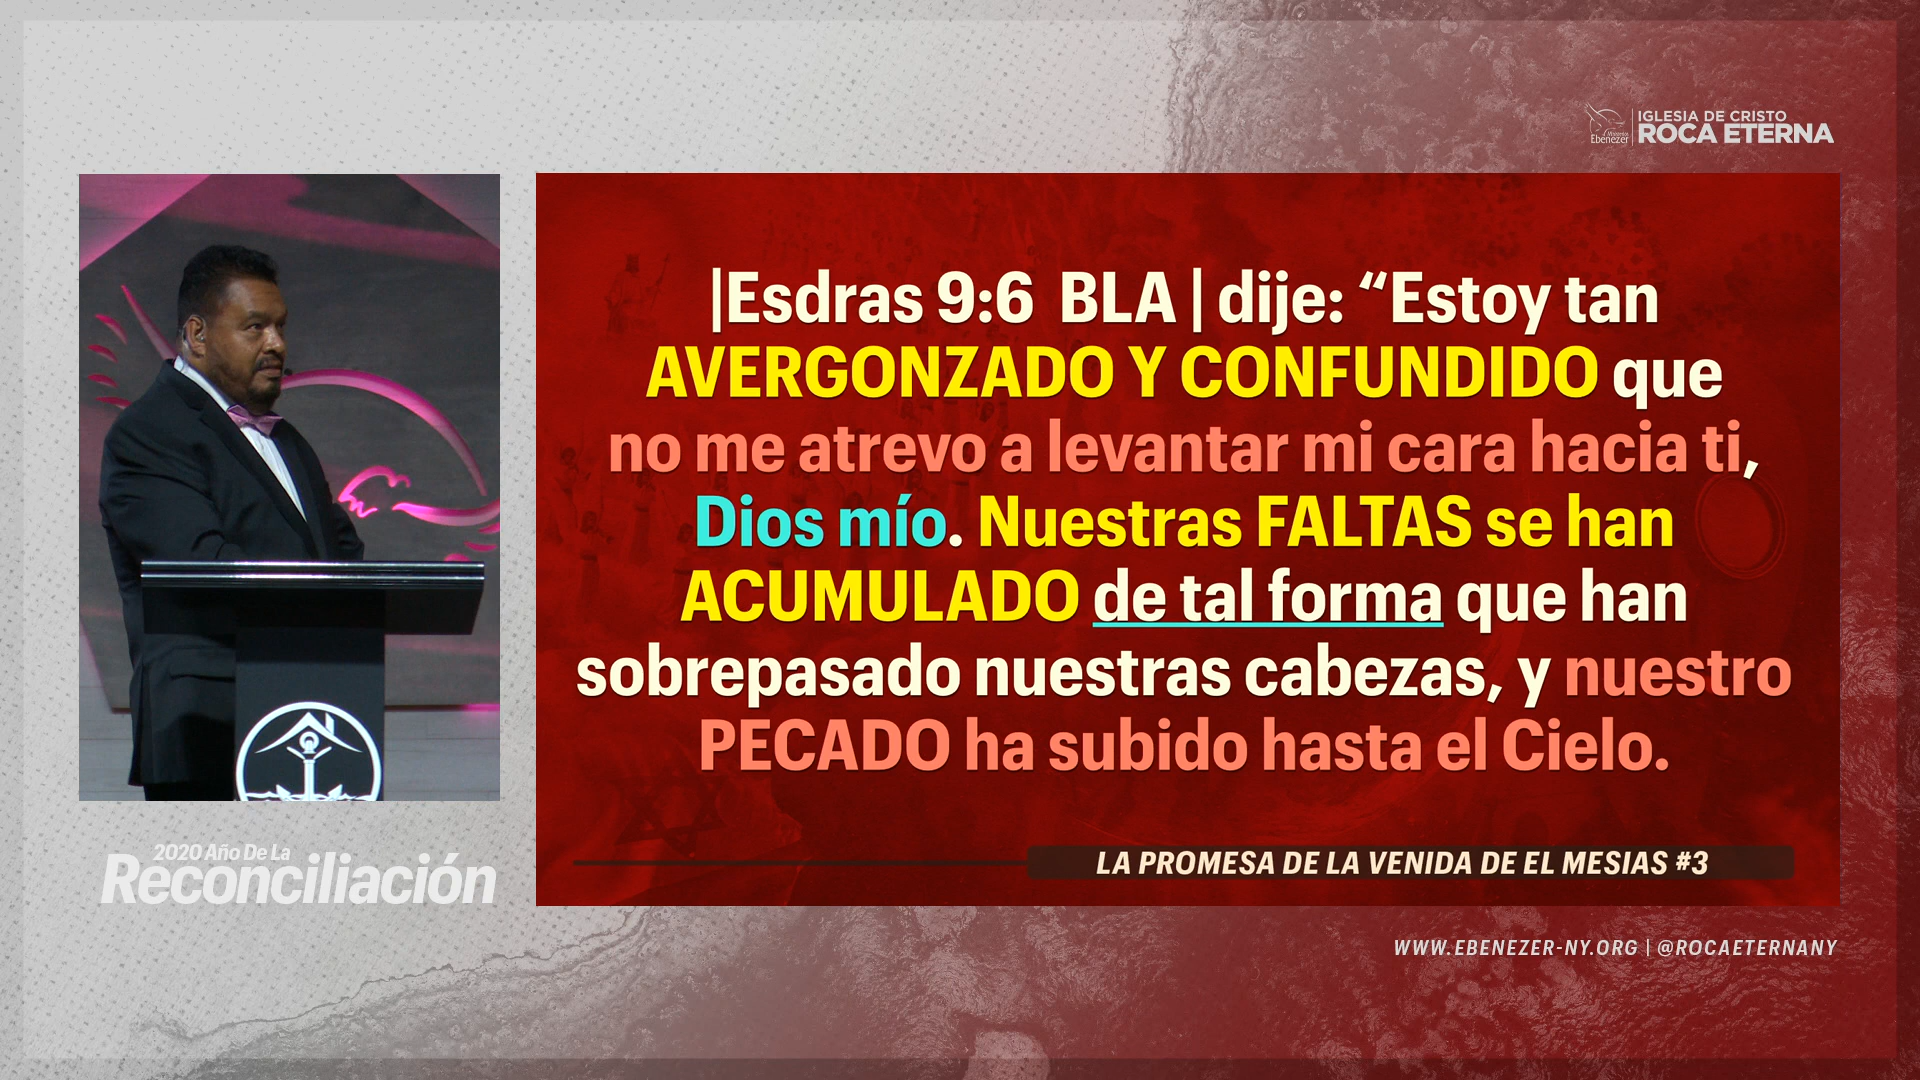 IGLESIA DE CRISTO
ROCA ETERNA
Ministerios
Ebenezer
|Esdras 9:6 BLA | dije: “Estoy tan
AVERGONZADO Y CONFUNDIDO que
no me atrevo a levantar mi cara hacia ti,
Dios mío. Nuestras FALTAS se han
ACUMULADO de tal forma que han
sobrepasado nuestras cabezas, y nuestro
PECADO ha subido hasta el Cielo.
LA PROMESA DE LA VENIDA DE EL MESIAS #3
2020 Año De La
Reconciliación
WWW.EBENEZER-NY.ORG | @ROCAETERNANY